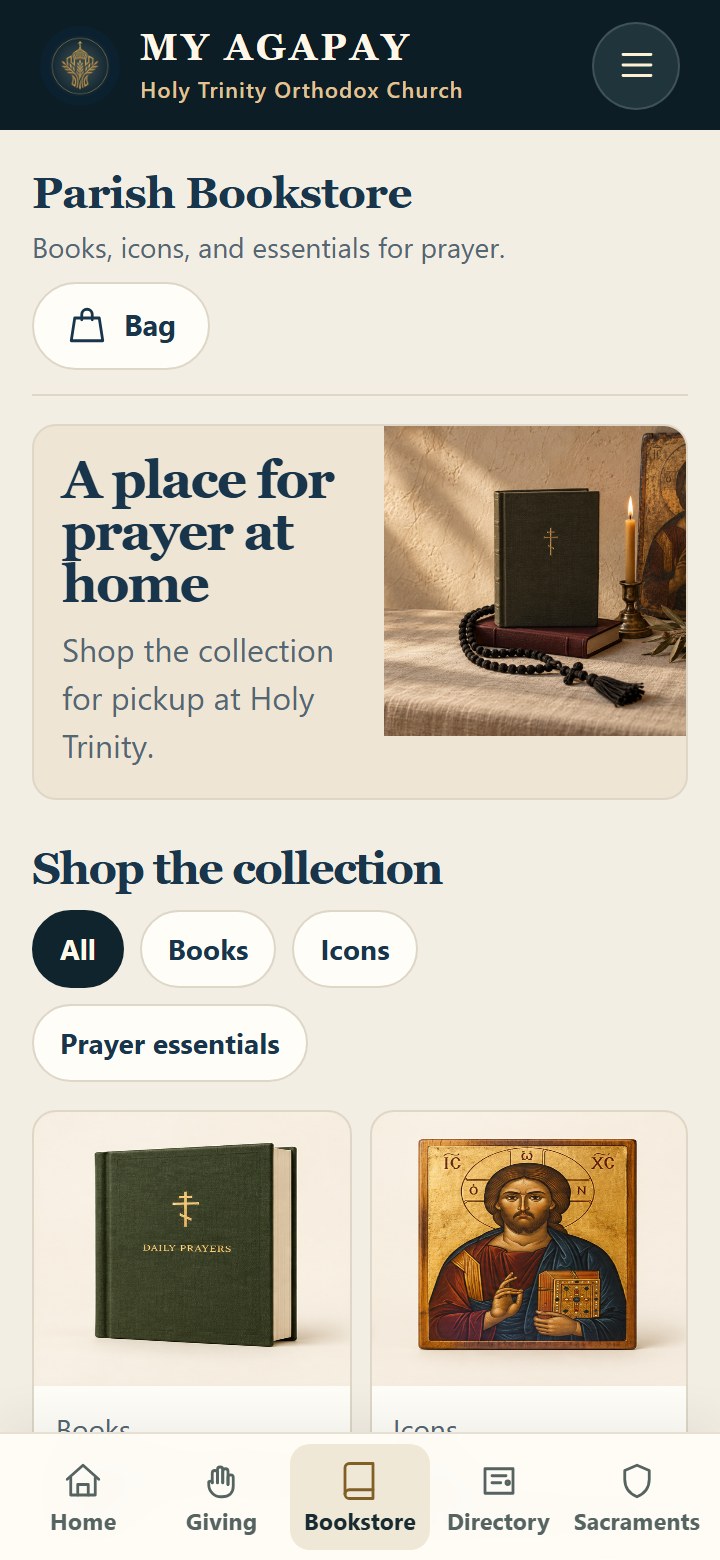 MY AGAPAY
Holy Trinity Orthodox Church
Parish Bookstore
Books, icons, and essentials for prayer.
Bag
A place for
prayer at
home
Shop the collection
for pickup at Holy
Trinity.
Shop the collection
All
Books
Icons
Prayer essentials
DAILY PRAYERS
IC
XC
ὁ ω Ν
Books
Icons
Home
Giving
Bookstore
Directory
Sacraments